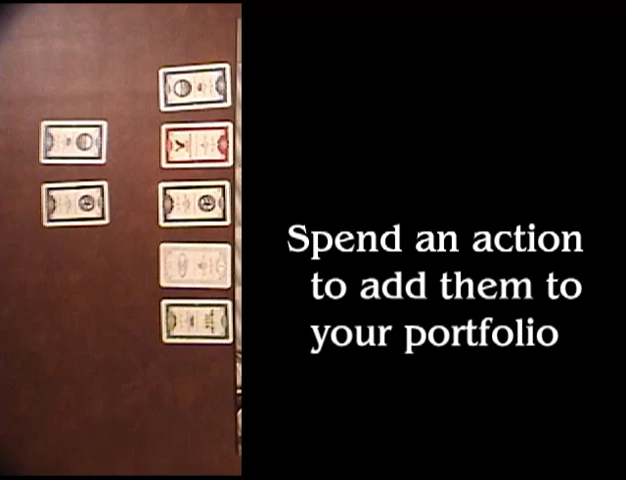 Spend an action
to add them to
your portfolio